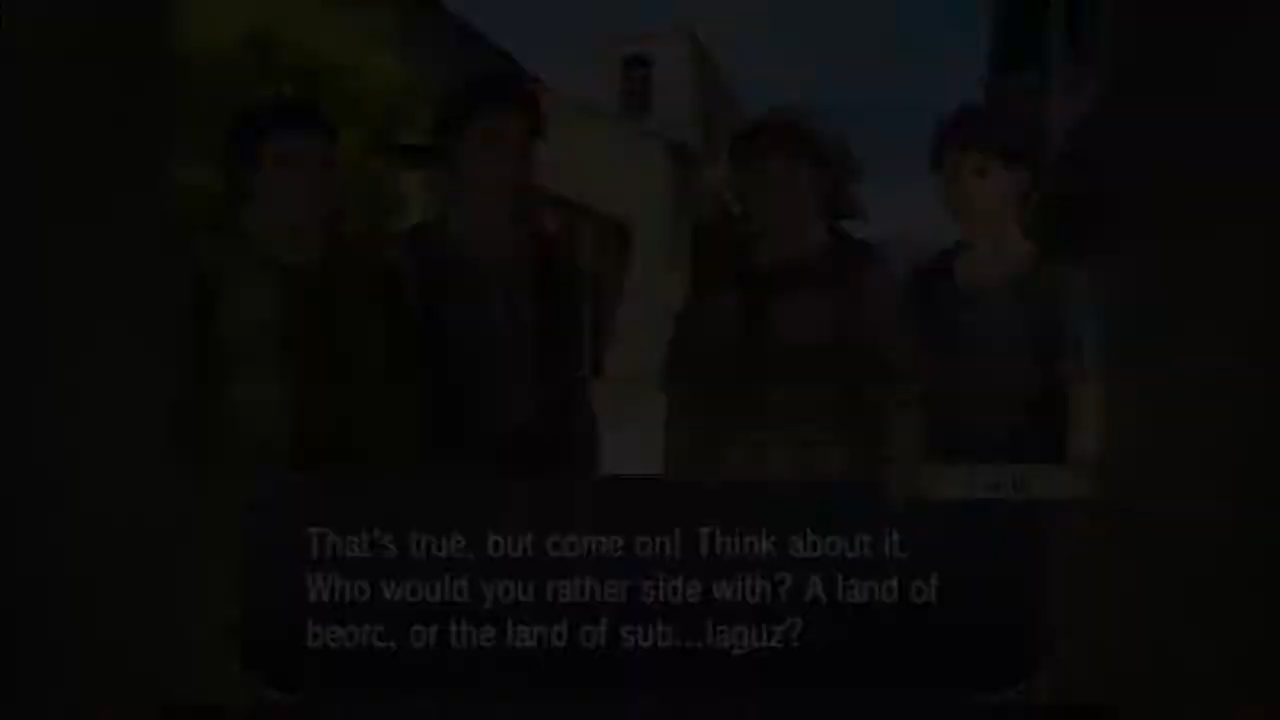 That's true, but come on! Think about it.
Who would you rather side with? A land of
beorc, or the land of sub...laguz?